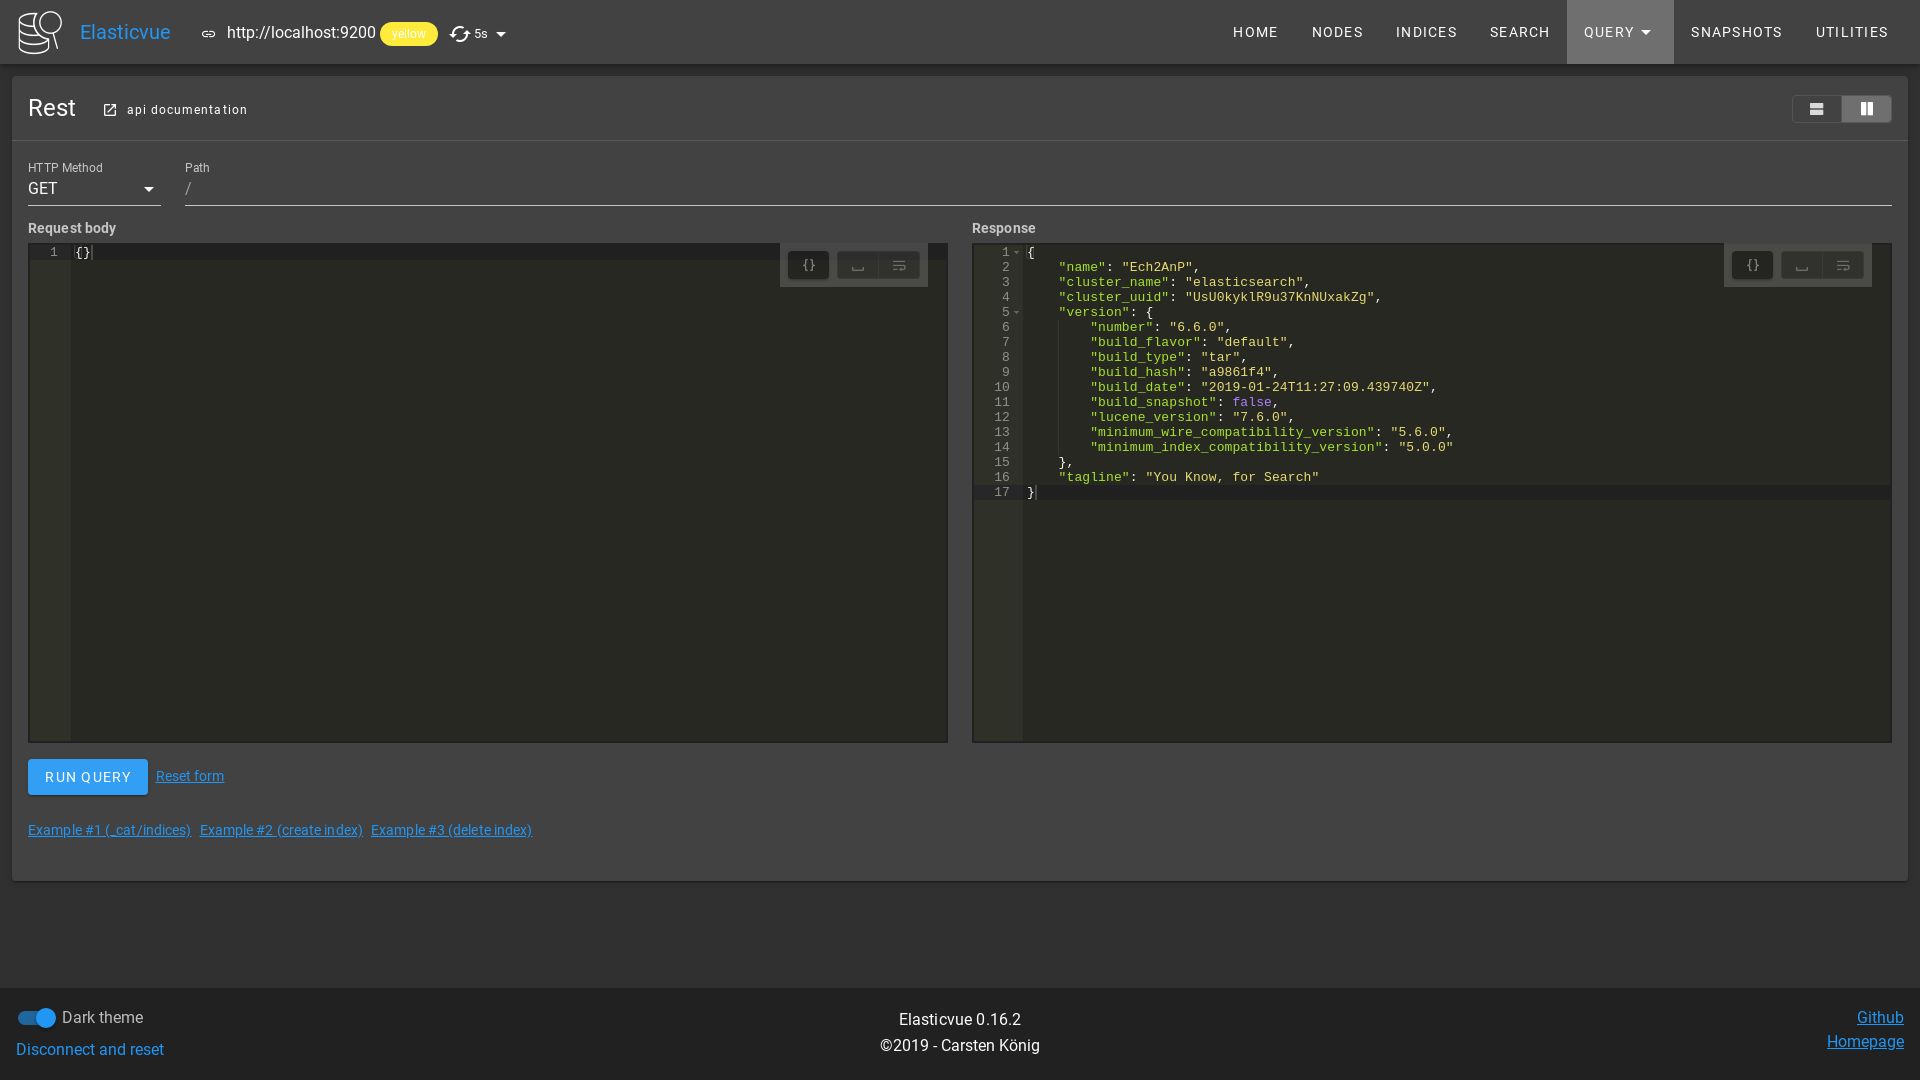 Elasticvue
http://localhost:9200 yellow 5s
HOME NODES INDICES SEARCH QUERY SNAPSHOTS UTILITIES
Rest api documentation
HTTP Method
GET
Path
/
Request body
1 {}
{}
Response
{}
1 {
2 "name": "Ech2AnP",
3 "cluster_name": "elasticsearch",
4 "cluster_uuid": "UsU0kyklR9u37KnNUxakZg",
5 "version": {
6 "number": "6.6.0",
7 "build_flavor": "default",
8 "build_type": "tar",
9 "build_hash": "a9861f4",
10 "build_date": "2019-01-24T11:27:09.439740Z",
11 "build_snapshot": false,
12 "lucene_version": "7.6.0",
13 "minimum_wire_compatibility_version": "5.6.0",
14 "minimum_index_compatibility_version": "5.0.0"
15 },
16 "tagline": "You Know, for Search"
17 }
RUN QUERY Reset form
Example #1 (_cat/indices) Example #2 (create index) Example #3 (delete index)
Dark theme
Disconnect and reset
Elasticvue 0.16.2
©2019 - Carsten König
Github
Homepage